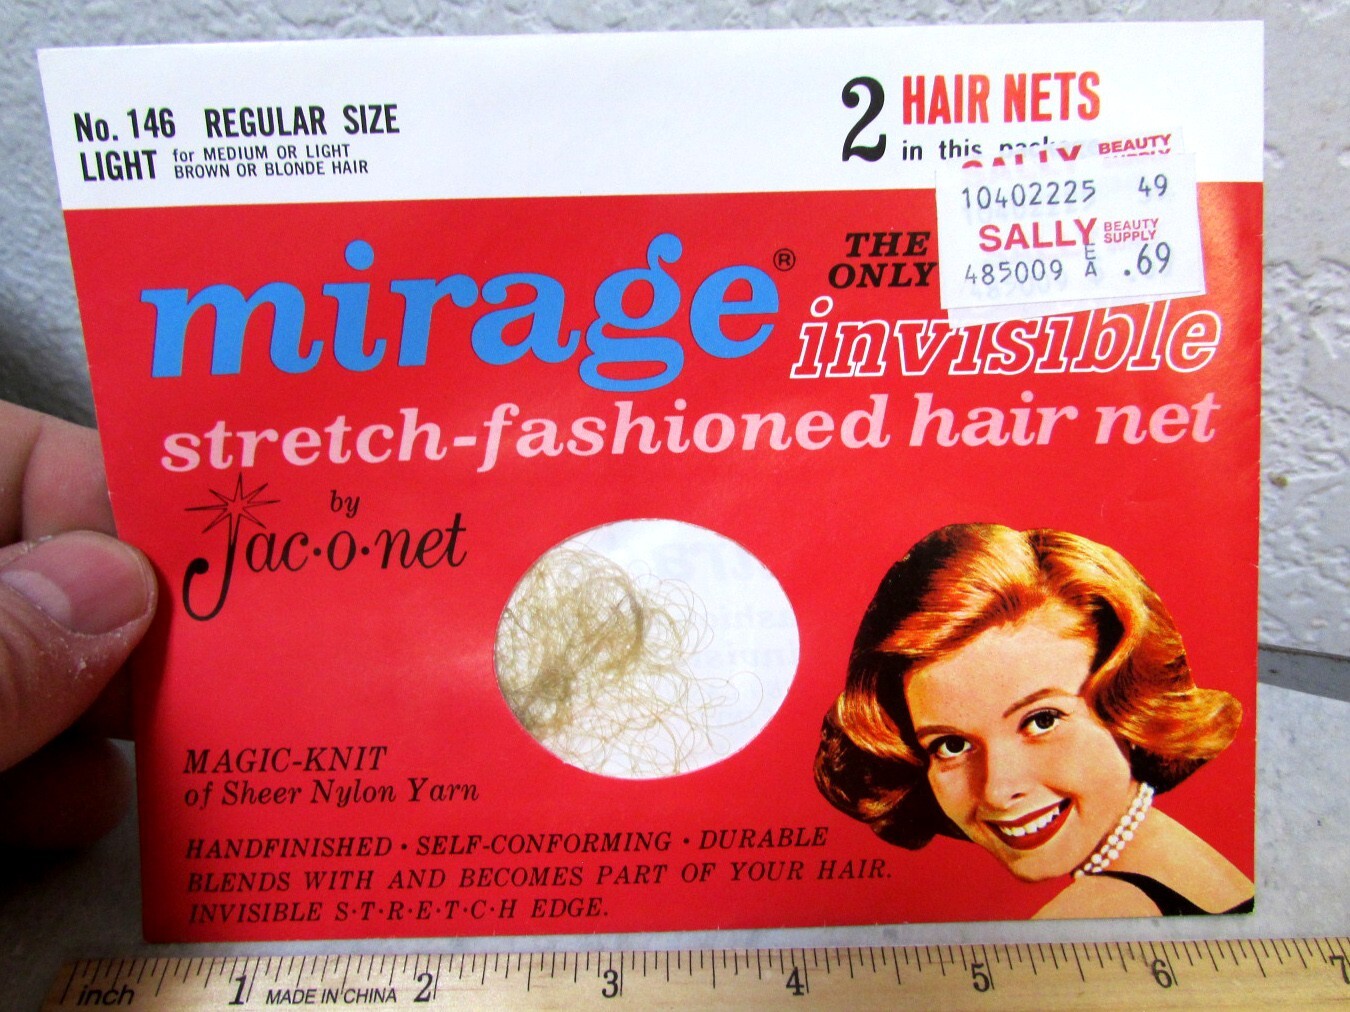 No. 146 REGULAR SIZE
LIGHT for MEDIUM OR LIGHT
BROWN OR BLONDE HAIR
2 HAIR NETS
in this
SALLY BEAUTY SUPPLY
10402225 49
SALLY BEAUTY SUPPLY
485009 EA .69
mirage®
THE
ONLY
invisible
stretch-fashioned hair net
by
Jac·o·net
MAGIC-KNIT
of Sheer Nylon Yarn
HANDFINISHED · SELF-CONFORMING · DURABLE
BLENDS WITH AND BECOMES PART OF YOUR HAIR.
INVISIBLE S·T·R·E·T·C·H EDGE.
inch 1 MADE IN CHINA 2 3 4 5 6 7